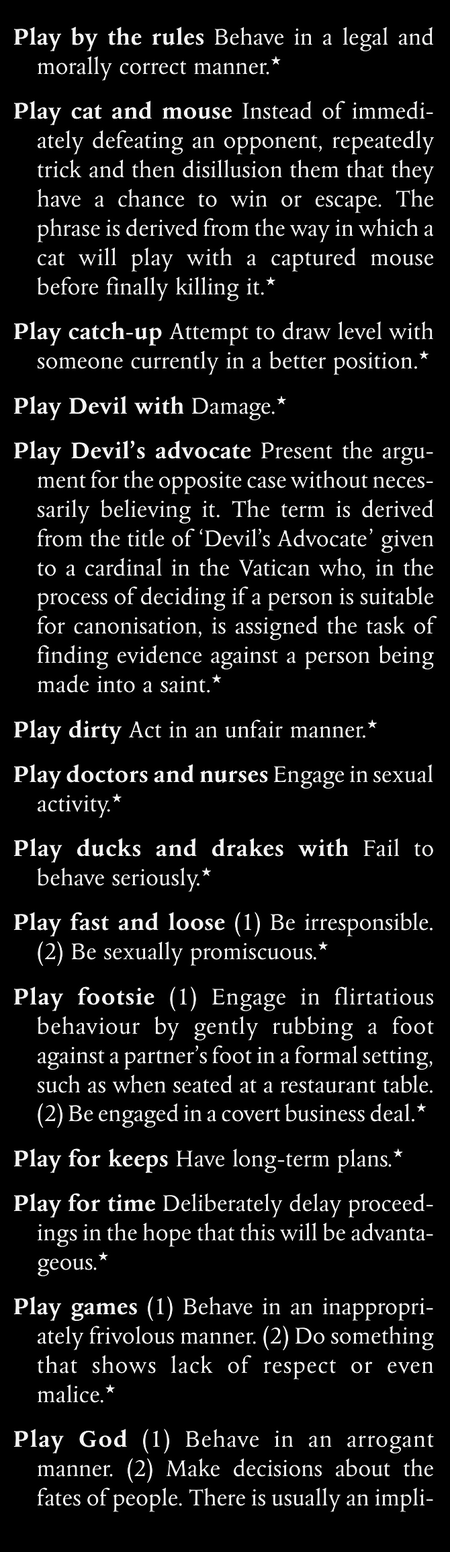 Play by the rules Behave in a legal and
morally correct manner.★
Play cat and mouse Instead of immedi-
ately defeating an opponent, repeatedly
trick and then disillusion them that they
have a chance to win or escape. The
phrase is derived from the way in which a
cat will play with a captured mouse
before finally killing it.★
Play catch-up Attempt to draw level with
someone currently in a better position.★
Play Devil with Damage.★
Play Devil’s advocate Present the argu-
ment for the opposite case without neces-
sarily believing it. The term is derived
from the title of ‘Devil’s Advocate’ given
to a cardinal in the Vatican who, in the
process of deciding if a person is suitable
for canonisation, is assigned the task of
finding evidence against a person being
made into a saint.★
Play dirty Act in an unfair manner.★
Play doctors and nurses Engage in sexual
activity.★
Play ducks and drakes with Fail to
behave seriously.★
Play fast and loose (1) Be irresponsible.
(2) Be sexually promiscuous.★
Play footsie (1) Engage in flirtatious
behaviour by gently rubbing a foot
against a partner’s foot in a formal setting,
such as when seated at a restaurant table.
(2) Be engaged in a covert business deal.★
Play for keeps Have long-term plans.★
Play for time Deliberately delay proceed-
ings in the hope that this will be advanta-
geous.★
Play games (1) Behave in an inappropri-
ately frivolous manner. (2) Do something
that shows lack of respect or even
malice.★
Play God (1) Behave in an arrogant
manner. (2) Make decisions about the
fates of people. There is usually an impli-